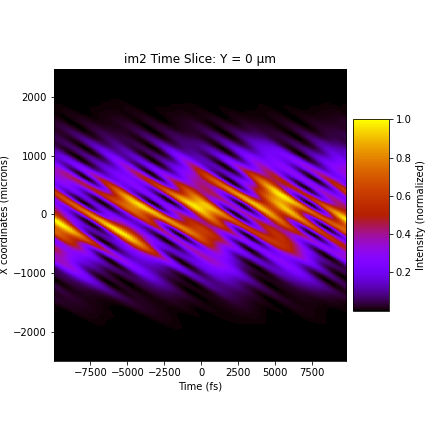 im2 Time Slice: Y = 0 μm
X coordinates (microns)
2000
1000
0
−1000
−2000
−7500 −5000 −2500 0 2500 5000 7500
Time (fs)
1.0
0.8
0.6
0.4
0.2
Intensity (normalized)